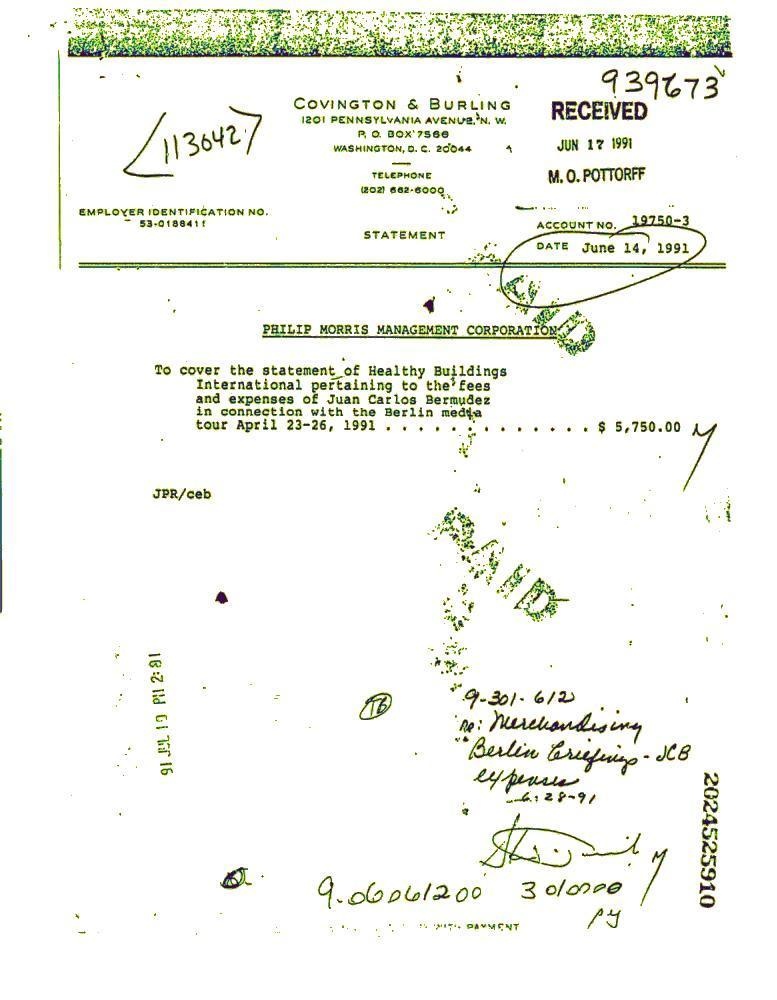 939673
COVINGTON & BURLING
1201 PENNSYLVANIA AVENUE, N. W.
P. O. BOX 7566
WASHINGTON, D. C. 20044
TELEPHONE
(202) 662-6000
RECEIVED
JUN 17 1991
M. O. POTTORFF
113042
EMPLOYER IDENTIFICATION NO.
53-0188411
STATEMENT
ACCOUNT NO. 19750-3
DATE June 14, 1991
PHILIP MORRIS MANAGEMENT CORPORATION
To cover the statement of Healthy Buildings
International pertaining to the fees
and expenses of Juan Carlos Bermudez
in connection with the Berlin media
tour April 23-26, 1991 . . . . . . . . . . . . . . $ 5,750.00
JPR/ceb
PAID
91 JUL 19 PM 2:
9-301-612
Re: Merchandising
Berlin Briefings - JCB
expenses
6-28-91
2024525910
9.06061200 3010000
PAYMENT